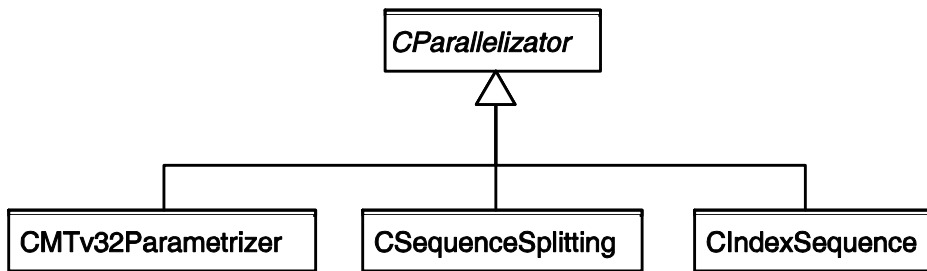 CParallelizator
CMTv32Parametrizer
CSequenceSplitting
CIndexSequence